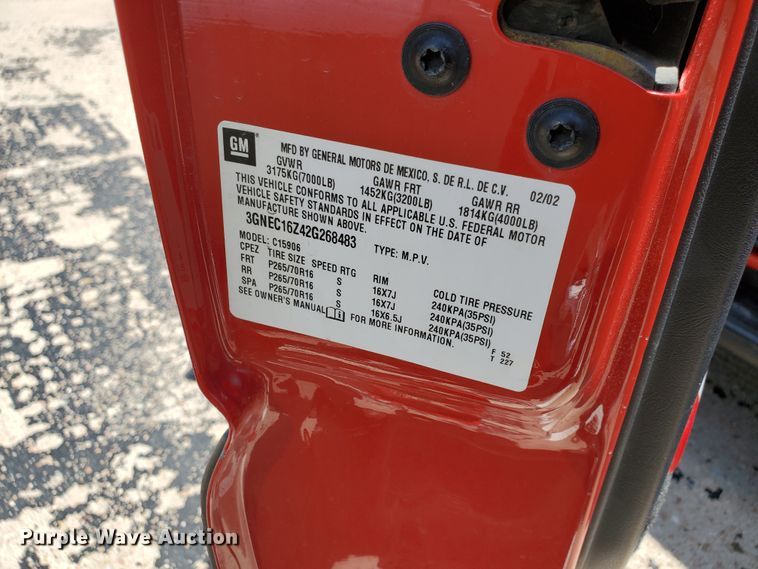 GM
MFD BY GENERAL MOTORS DE MEXICO. S. DE R.L. DE C.V. 02/02
GVWR GAWR FRT GAWR RR
3175KG(7000LB) 1452KG(3200LB) 1814KG(4000LB)
THIS VEHICLE CONFORMS TO ALL APPLICABLE U.S. FEDERAL MOTOR
VEHICLE SAFETY STANDARDS IN EFFECT ON THE DATE OF
MANUFACTURE SHOWN ABOVE.
3GNEC16Z42G268483 TYPE: M.P.V.
MODEL: C15906
CPEZ TIRE SIZE SPEED RTG RIM COLD TIRE PRESSURE
FRT P265/70R16 S 16X7J 240KPA(35PSI)
RR P265/70R16 S 16X7J 240KPA(35PSI)
SPA P265/70R16 S 16X6.5J 240KPA(35PSI)
SEE OWNER'S MANUAL FOR MORE INFORMATION.
F 52
T 227
Purple Wave Auction